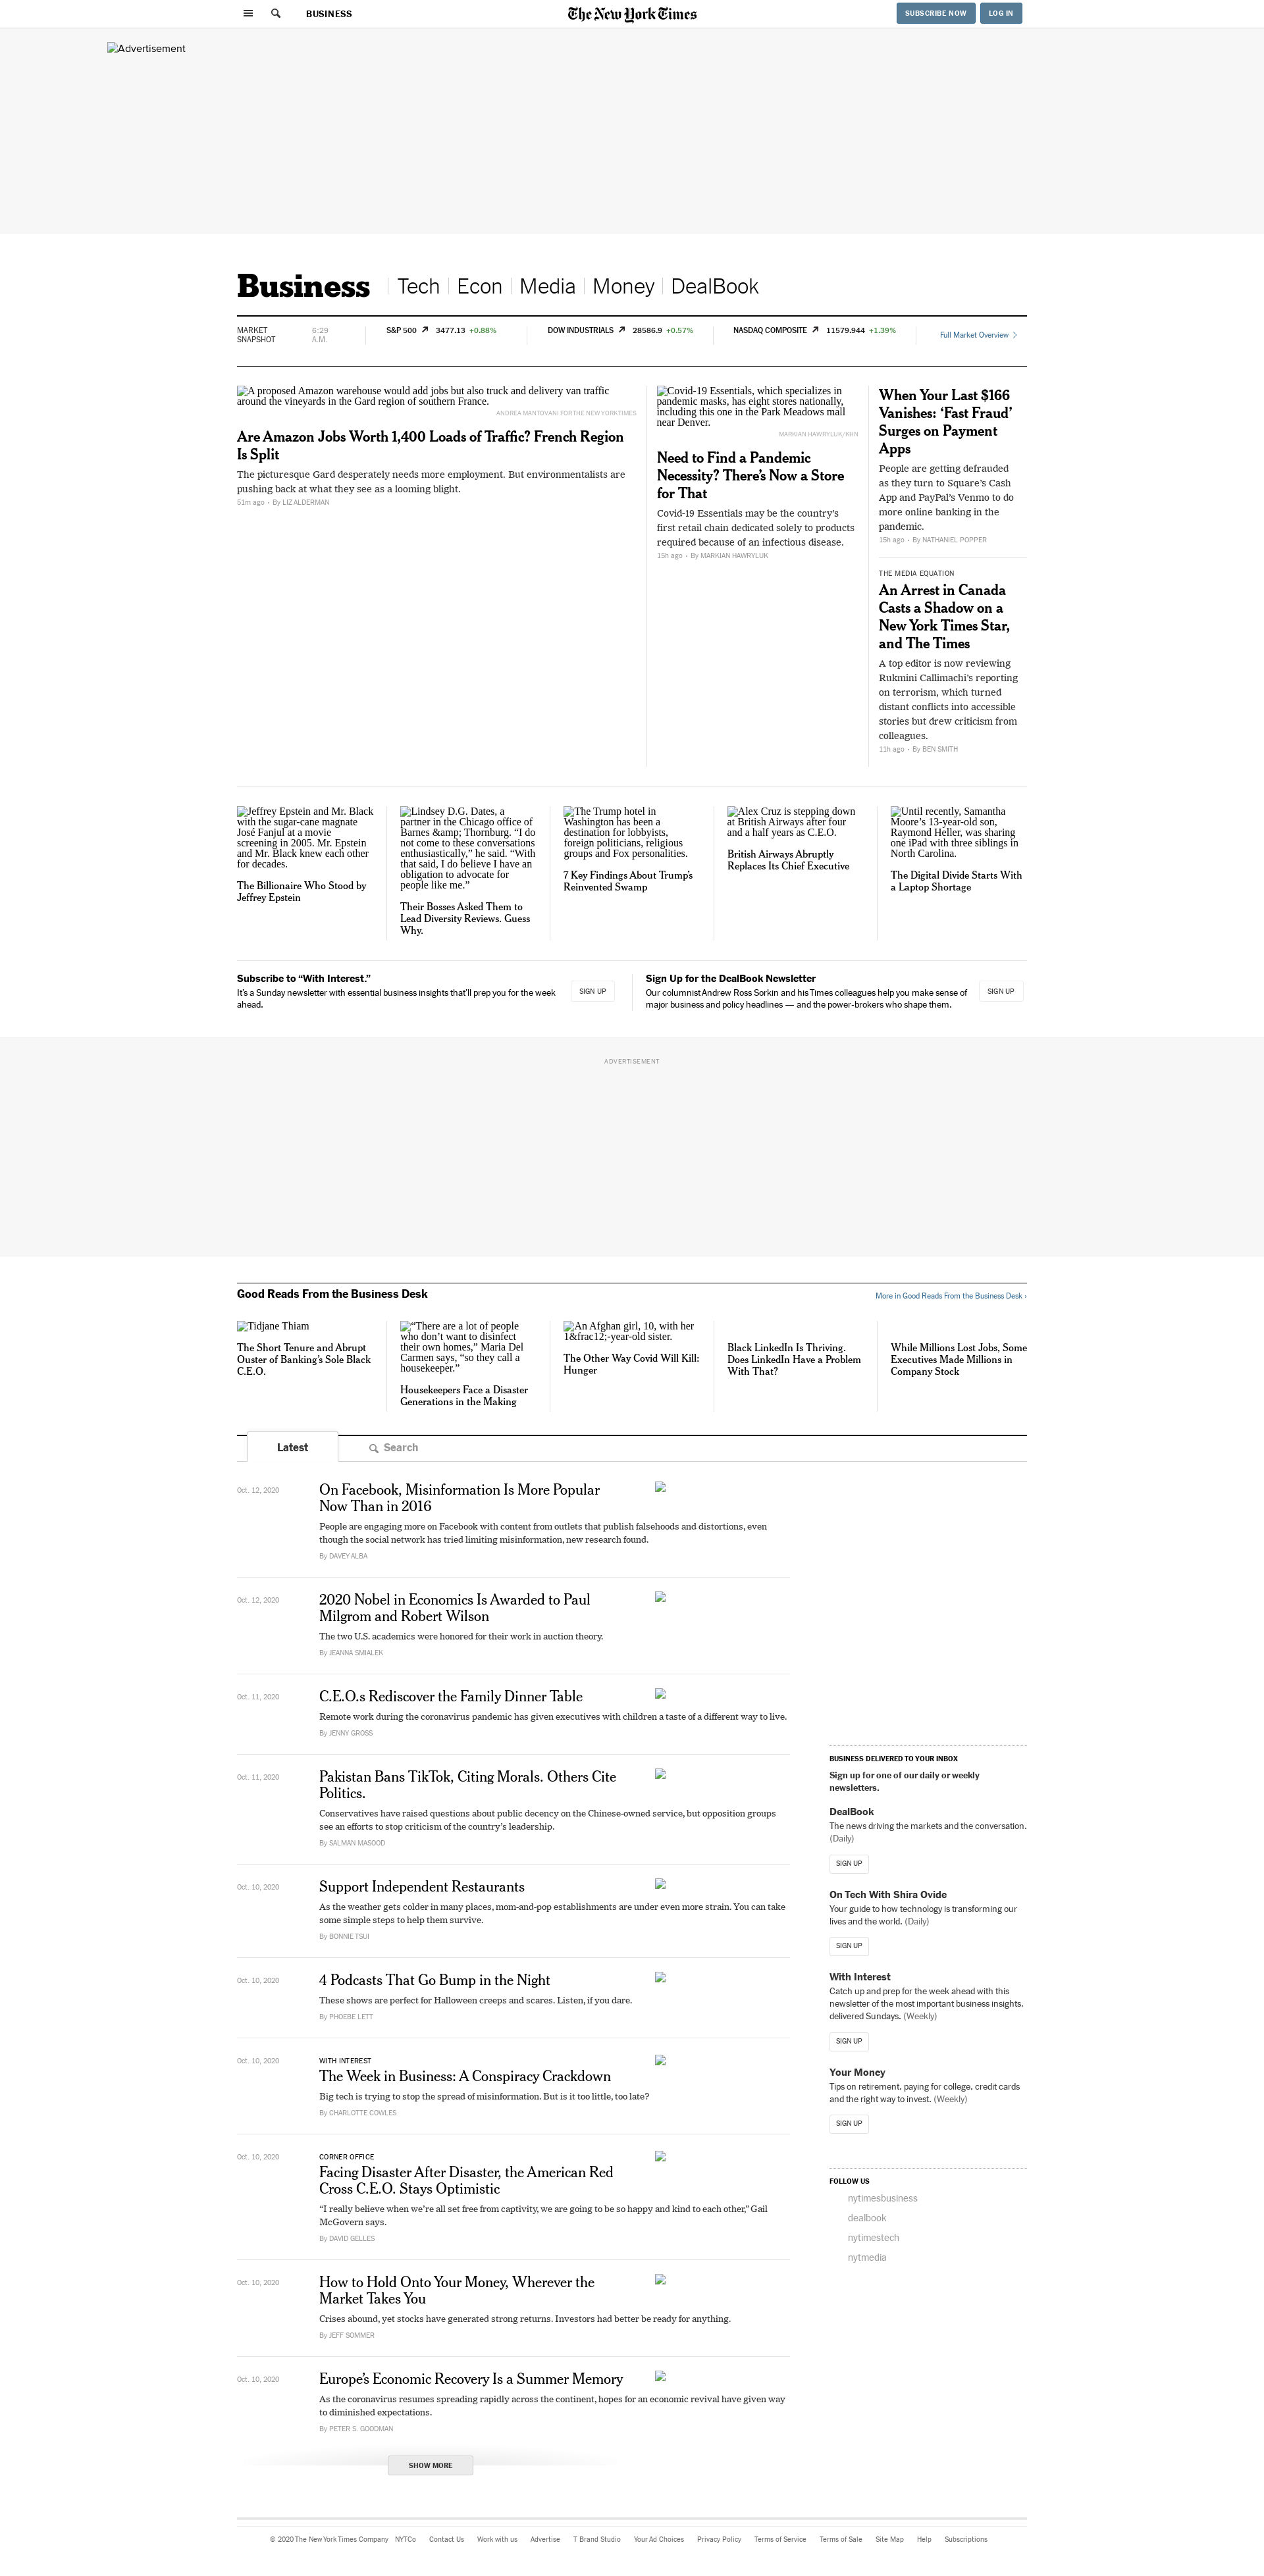 BUSINESS
The New York Times
SUBSCRIBE NOW
LOG IN
Advertisement
Business
Tech
Econ
Media
Money
DealBook
MARKET
SNAPSHOT
6:29
A.M.
S&P 500 3477.13 +0.88%
DOW INDUSTRIALS 28586.9 +0.57%
NASDAQ COMPOSITE 11579.944 +1.39%
Full Market Overview
A proposed Amazon warehouse would add jobs but also truck and delivery van traffic
around the vineyards in the Gard region of southern France.
ANDREA MANTOVANI FOR THE NEW YORK TIMES
Are Amazon Jobs Worth 1,400 Loads of Traffic? French Region
Is Split
The picturesque Gard desperately needs more employment. But environmentalists are
pushing back at what they see as a looming blight.
51m ago • By LIZ ALDERMAN
Covid-19 Essentials, which specializes in
pandemic masks, has eight stores nationally,
including this one in the Park Meadows mall
near Denver.
MARKIAN HAWRYLUK/KHN
Need to Find a Pandemic
Necessity? There’s Now a Store
for That
Covid-19 Essentials may be the country’s
first retail chain dedicated solely to products
required because of an infectious disease.
15h ago • By MARKIAN HAWRYLUK
When Your Last $166
Vanishes: ‘Fast Fraud’
Surges on Payment
Apps
People are getting defrauded
as they turn to Square’s Cash
App and PayPal’s Venmo to do
more online banking in the
pandemic.
15h ago • By NATHANIEL POPPER
THE MEDIA EQUATION
An Arrest in Canada
Casts a Shadow on a
New York Times Star,
and The Times
A top editor is now reviewing
Rukmini Callimachi’s reporting
on terrorism, which turned
distant conflicts into accessible
stories but drew criticism from
colleagues.
11h ago • By BEN SMITH
Jeffrey Epstein and Mr. Black
with the sugar-cane magnate
José Fanjul at a movie
screening in 2005. Mr. Epstein
and Mr. Black knew each other
for decades.
The Billionaire Who Stood by
Jeffrey Epstein
Lindsey D.G. Dates, a
partner in the Chicago office of
Barnes &amp; Thornburg. “I do
not come to these conversations
enthusiastically,” he said. “With
that said, I do believe I have an
obligation to advocate for
people like me.”
Their Bosses Asked Them to
Lead Diversity Reviews. Guess
Why.
The Trump hotel in
Washington has been a
destination for lobbyists,
foreign politicians, religious
groups and Fox personalities.
7 Key Findings About Trump’s
Reinvented Swamp
Alex Cruz is stepping down
at British Airways after four
and a half years as C.E.O.
British Airways Abruptly
Replaces Its Chief Executive
Until recently, Samantha
Moore’s 13-year-old son,
Raymond Heller, was sharing
one iPad with three siblings in
North Carolina.
The Digital Divide Starts With
a Laptop Shortage
Subscribe to “With Interest.”
It’s a Sunday newsletter with essential business insights that’ll prep you for the week
ahead.
SIGN UP
Sign Up for the DealBook Newsletter
Our columnist Andrew Ross Sorkin and his Times colleagues help you make sense of
major business and policy headlines — and the power-brokers who shape them.
SIGN UP
ADVERTISEMENT
Good Reads From the Business Desk
More in Good Reads From the Business Desk ›
Tidjane Thiam
The Short Tenure and Abrupt
Ouster of Banking’s Sole Black
C.E.O.
“There are a lot of people
who don’t want to disinfect
their own homes,” Maria Del
Carmen says, “so they call a
housekeeper.”
Housekeepers Face a Disaster
Generations in the Making
An Afghan girl, 10, with her
1&frac12;-year-old sister.
The Other Way Covid Will Kill:
Hunger
Black LinkedIn Is Thriving.
Does LinkedIn Have a Problem
With That?
While Millions Lost Jobs, Some
Executives Made Millions in
Company Stock
Latest
Search
Oct. 12, 2020
On Facebook, Misinformation Is More Popular
Now Than in 2016
People are engaging more on Facebook with content from outlets that publish falsehoods and distortions, even
though the social network has tried limiting misinformation, new research found.
By DAVEY ALBA
Oct. 12, 2020
2020 Nobel in Economics Is Awarded to Paul
Milgrom and Robert Wilson
The two U.S. academics were honored for their work in auction theory.
By JEANNA SMIALEK
Oct. 11, 2020
C.E.O.s Rediscover the Family Dinner Table
Remote work during the coronavirus pandemic has given executives with children a taste of a different way to live.
By JENNY GROSS
Oct. 11, 2020
Pakistan Bans TikTok, Citing Morals. Others Cite
Politics.
Conservatives have raised questions about public decency on the Chinese-owned service, but opposition groups
see an efforts to stop criticism of the country’s leadership.
By SALMAN MASOOD
Oct. 10, 2020
Support Independent Restaurants
As the weather gets colder in many places, mom-and-pop establishments are under even more strain. You can take
some simple steps to help them survive.
By BONNIE TSUI
Oct. 10, 2020
4 Podcasts That Go Bump in the Night
These shows are perfect for Halloween creeps and scares. Listen, if you dare.
By PHOEBE LETT
Oct. 10, 2020
WITH INTEREST
The Week in Business: A Conspiracy Crackdown
Big tech is trying to stop the spread of misinformation. But is it too little, too late?
By CHARLOTTE COWLES
Oct. 10, 2020
CORNER OFFICE
Facing Disaster After Disaster, the American Red
Cross C.E.O. Stays Optimistic
“I really believe when we’re all set free from captivity, we are going to be so happy and kind to each other,” Gail
McGovern says.
By DAVID GELLES
Oct. 10, 2020
How to Hold Onto Your Money, Wherever the
Market Takes You
Crises abound, yet stocks have generated strong returns. Investors had better be ready for anything.
By JEFF SOMMER
Oct. 10, 2020
Europe’s Economic Recovery Is a Summer Memory
As the coronavirus resumes spreading rapidly across the continent, hopes for an economic revival have given way
to diminished expectations.
By PETER S. GOODMAN
SHOW MORE
BUSINESS DELIVERED TO YOUR INBOX
Sign up for one of our daily or weekly
newsletters.
DealBook
The news driving the markets and the conversation.
(Daily)
SIGN UP
On Tech With Shira Ovide
Your guide to how technology is transforming our
lives and the world. (Daily)
SIGN UP
With Interest
Catch up and prep for the week ahead with this
newsletter of the most important business insights,
delivered Sundays. (Weekly)
SIGN UP
Your Money
Tips on retirement, paying for college, credit cards
and the right way to invest. (Weekly)
SIGN UP
FOLLOW US
nytimesbusiness
dealbook
nytimestech
nytmedia
© 2020 The New York Times Company NYTCo Contact Us Work with us Advertise T Brand Studio Your Ad Choices Privacy Policy Terms of Service Terms of Sale Site Map Help Subscriptions